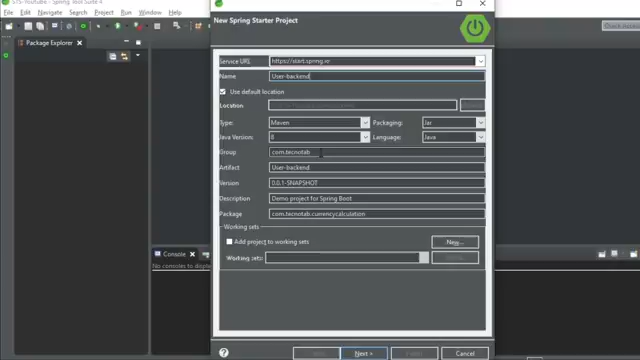 STS-Youtube - Spring Tool Suite 4
Edit Navigate Search Project Run Window Help
Package Explorer
Console
No consoles to display
New Spring Starter Project
Service URL https://start.spring.io
Name User-backend
Use default location
Location
Type: Maven Packaging: Jar
Java Version: 8 Language: Java
Group com.tecnotab
Artifact User-backend
Version 0.0.1-SNAPSHOT
Description Demo project for Spring Boot
Package com.tecnotab.currencycalculation
Working sets
Add project to working sets New...
Working sets:
Next > Cancel